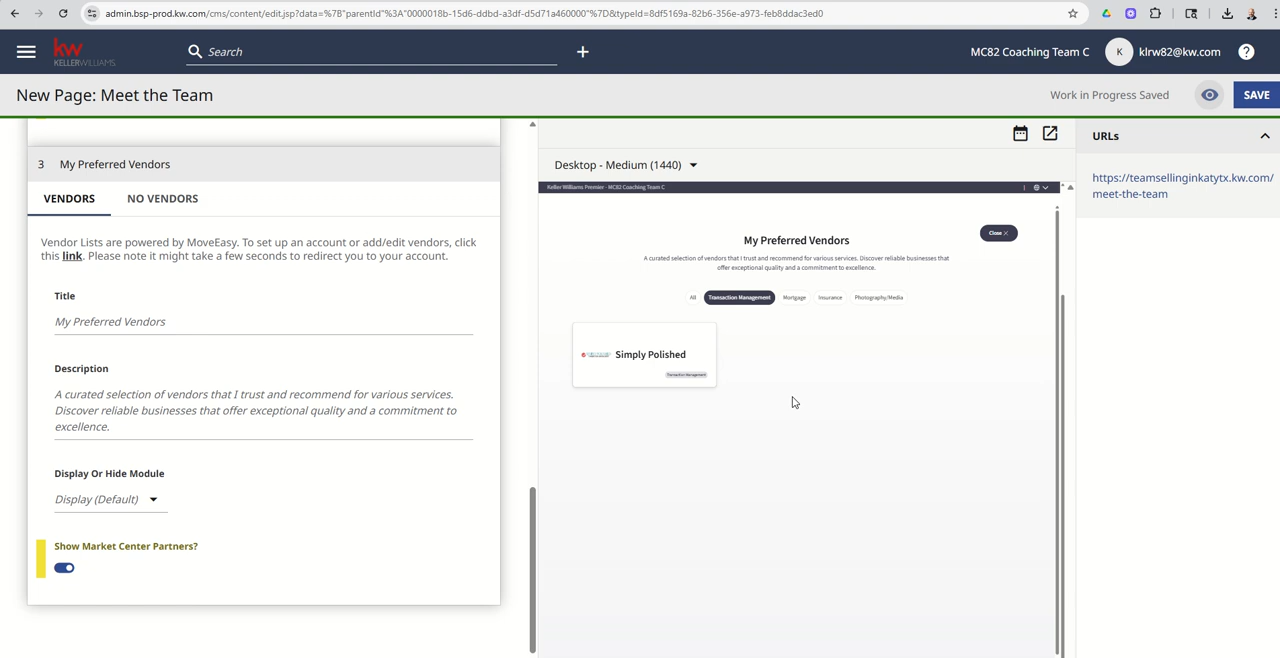 admin.bsp-prod.kw.com/cms/content/edit.jsp?data=%7B"parentId"%3A"0000018b-15d6-ddbd-a3df-d5d71a460000"%7D&typeId=8df5169a-82b6-356e-a973-feb8ddac3ed0
kw
KELLERWILLIAMS
Search
MC82 Coaching Team C
K
klrw82@kw.com
New Page: Meet the Team
Work in Progress Saved
SAVE
3 My Preferred Vendors
VENDORS
NO VENDORS
Vendor Lists are powered by MoveEasy. To set up an account or add/edit vendors, click
this link. Please note it might take a few seconds to redirect you to your account.
Title
My Preferred Vendors
Description
A curated selection of vendors that I trust and recommend for various services.
Discover reliable businesses that offer exceptional quality and a commitment to
excellence.
Display Or Hide Module
Display (Default)
Show Market Center Partners?
Desktop - Medium (1440)
Keller Williams Premier - MC82 Coaching Team C
Close
My Preferred Vendors
A curated selection of vendors that I trust and recommend for various services. Discover reliable businesses that
offer exceptional quality and a commitment to excellence.
All
Transaction Management
Mortgage
Insurance
Photography/Media
Simply Polished
Transaction Management
URLs
https://teamsellinginkatytx.kw.com/
meet-the-team